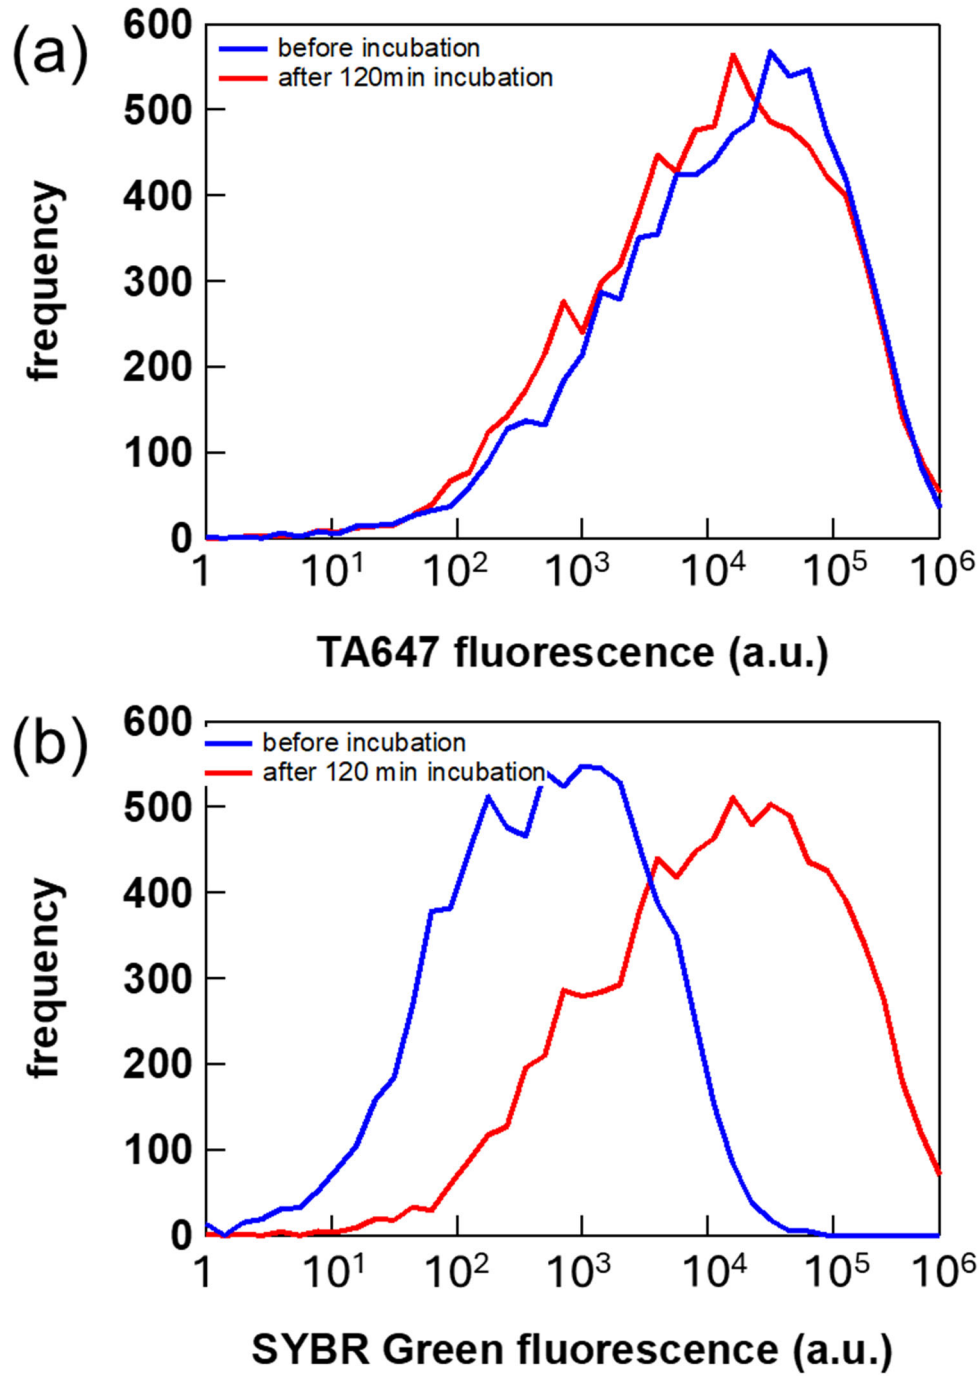 (a)
600
500
400
300
200
100
0
frequency
before incubation
after 120min incubation
1 10¹ 10² 10³ 10⁴ 10⁵ 10⁶
TA647 fluorescence (a.u.)
(b)
600
500
400
300
200
100
0
frequency
before incubation
after 120 min incubation
1 10¹ 10² 10³ 10⁴ 10⁵ 10⁶
SYBR Green fluorescence (a.u.)